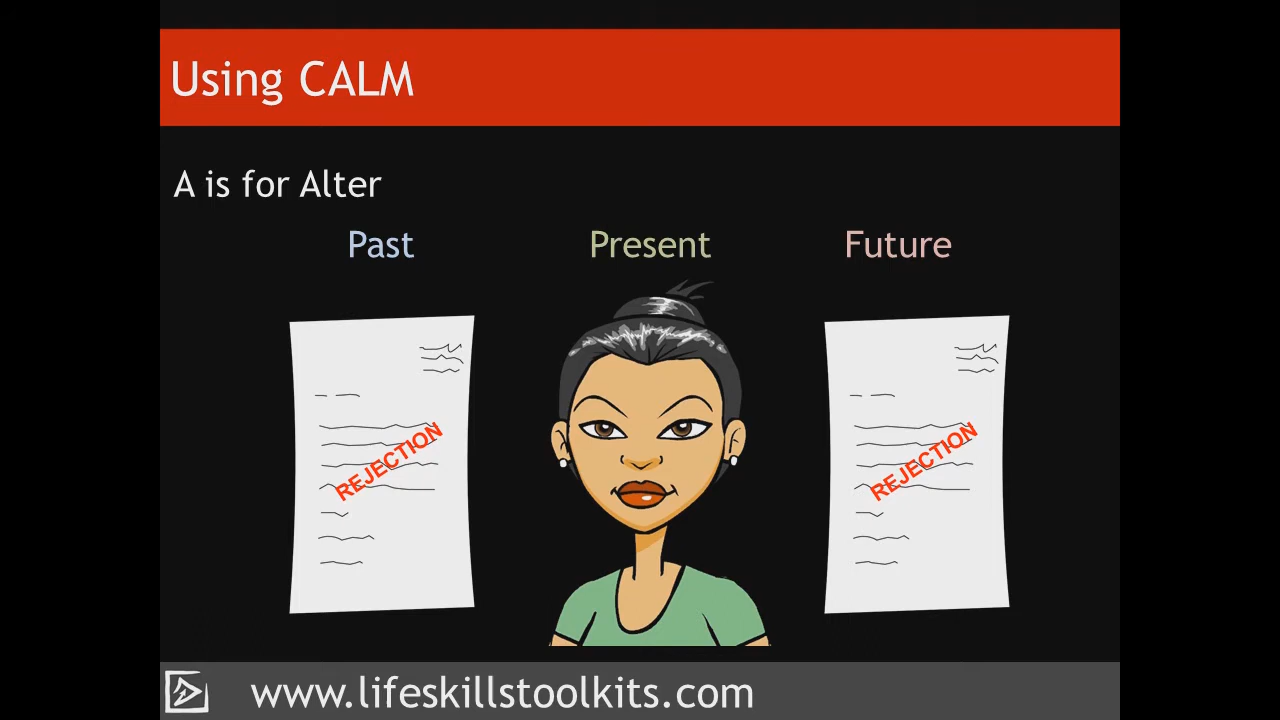 Using CALM
A is for Alter
Past Present Future
REJECTION REJECTION
www.lifeskillstoolkits.com